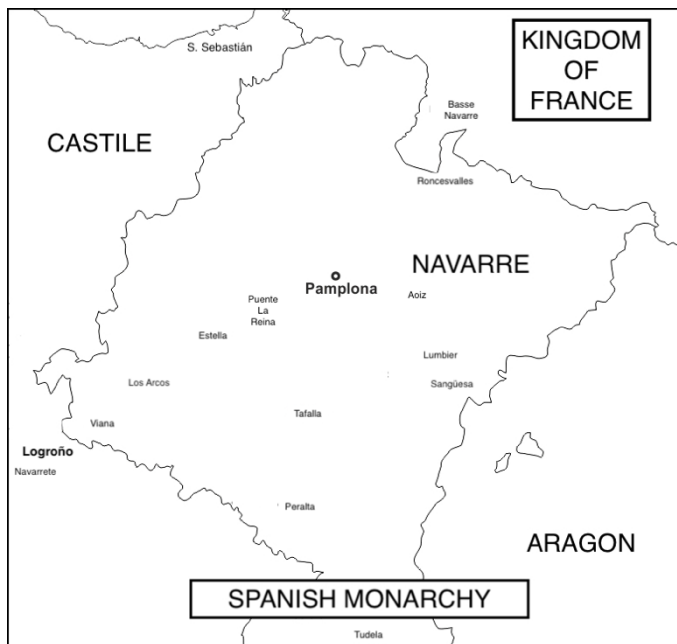 S. Sebastián
KINGDOM
OF
FRANCE
Basse
Navarre
CASTILE
Roncesvalles
NAVARRE
Pamplona
Aoiz
Puente
La
Reina
Estella
Lumbier
Los Arcos
Sangüesa
Tafalla
Viana
Logroño
Navarrete
Peralta
ARAGON
SPANISH MONARCHY
Tudela